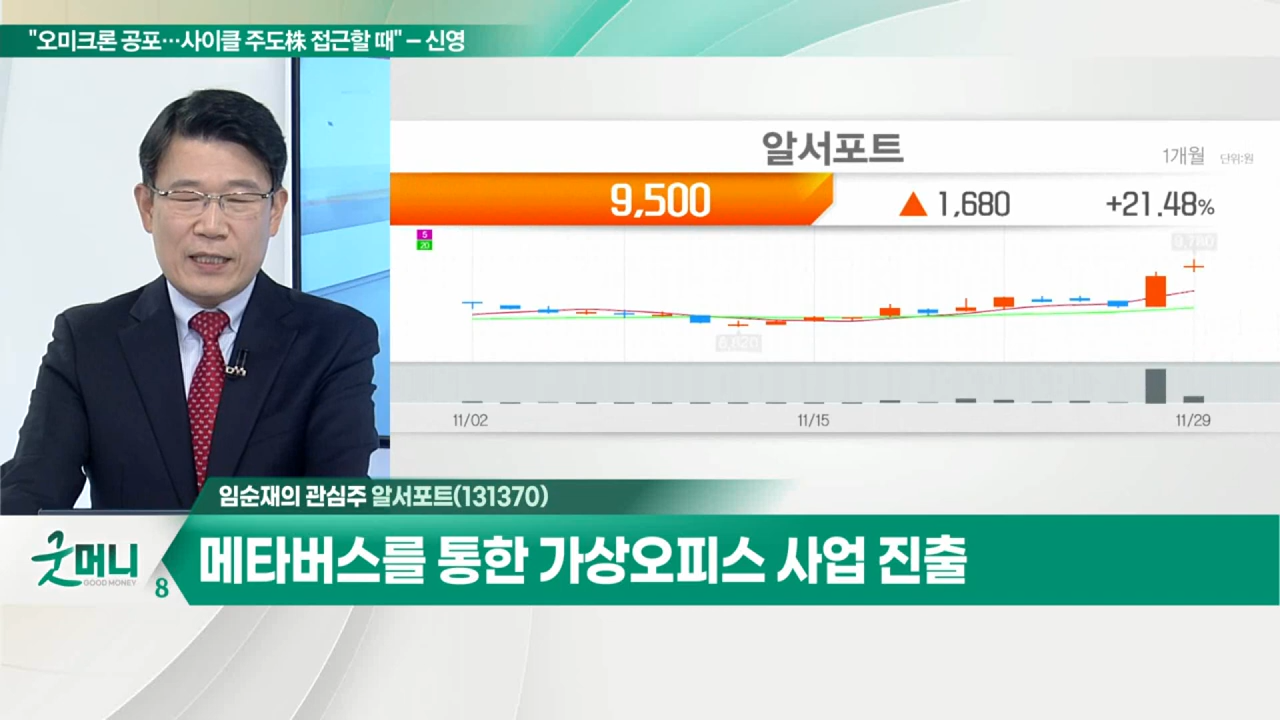 "오미크론 공포…사이클 주도株 접근할 때" – 신영
알서포트
1개월 단위:원
9,500 ▲ 1,680 +21.48%
5
20
9,780
6,820
11/02 11/15 11/29
임순재의 관심주 알서포트(131370)
굿머니
GOOD MONEY
8
메타버스를 통한 가상오피스 사업 진출